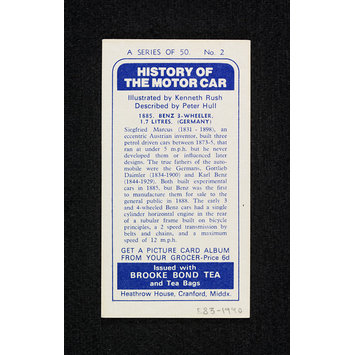 A SERIES OF 50. No. 2
HISTORY OF
THE MOTOR CAR
Illustrated by Kenneth Rush
Described by Peter Hull
1885. BENZ 3-WHEELER,
1.7 LITRES. (GERMANY)
Siegfried Marcus (1831 - 1898), an
eccentric Austrian inventor, built three
petrol driven cars between 1873-5, that
ran at under 5 m.p.h. but he never
developed them or influenced later
designs. The true fathers of the auto-
mobile were the Germans, Gottlieb
Daimler (1834-1900) and Karl Benz
(1844-1929). Both built experimental
cars in 1885, but Benz was the first
to manufacture them for sale to the
general public in 1888. The early 3
and 4-wheeled Benz cars had a single
cylinder horizontal engine in the rear
of a tubular frame built on bicycle
principles, a 2 speed transmission by
belts and chains, and a maximum
speed of 12 m.p.h.
GET A PICTURE CARD ALBUM
FROM YOUR GROCER-Price 6d
Issued with
BROOKE BOND TEA
and Tea Bags
Heathrow House, Cranford, Middx.
E83-1990